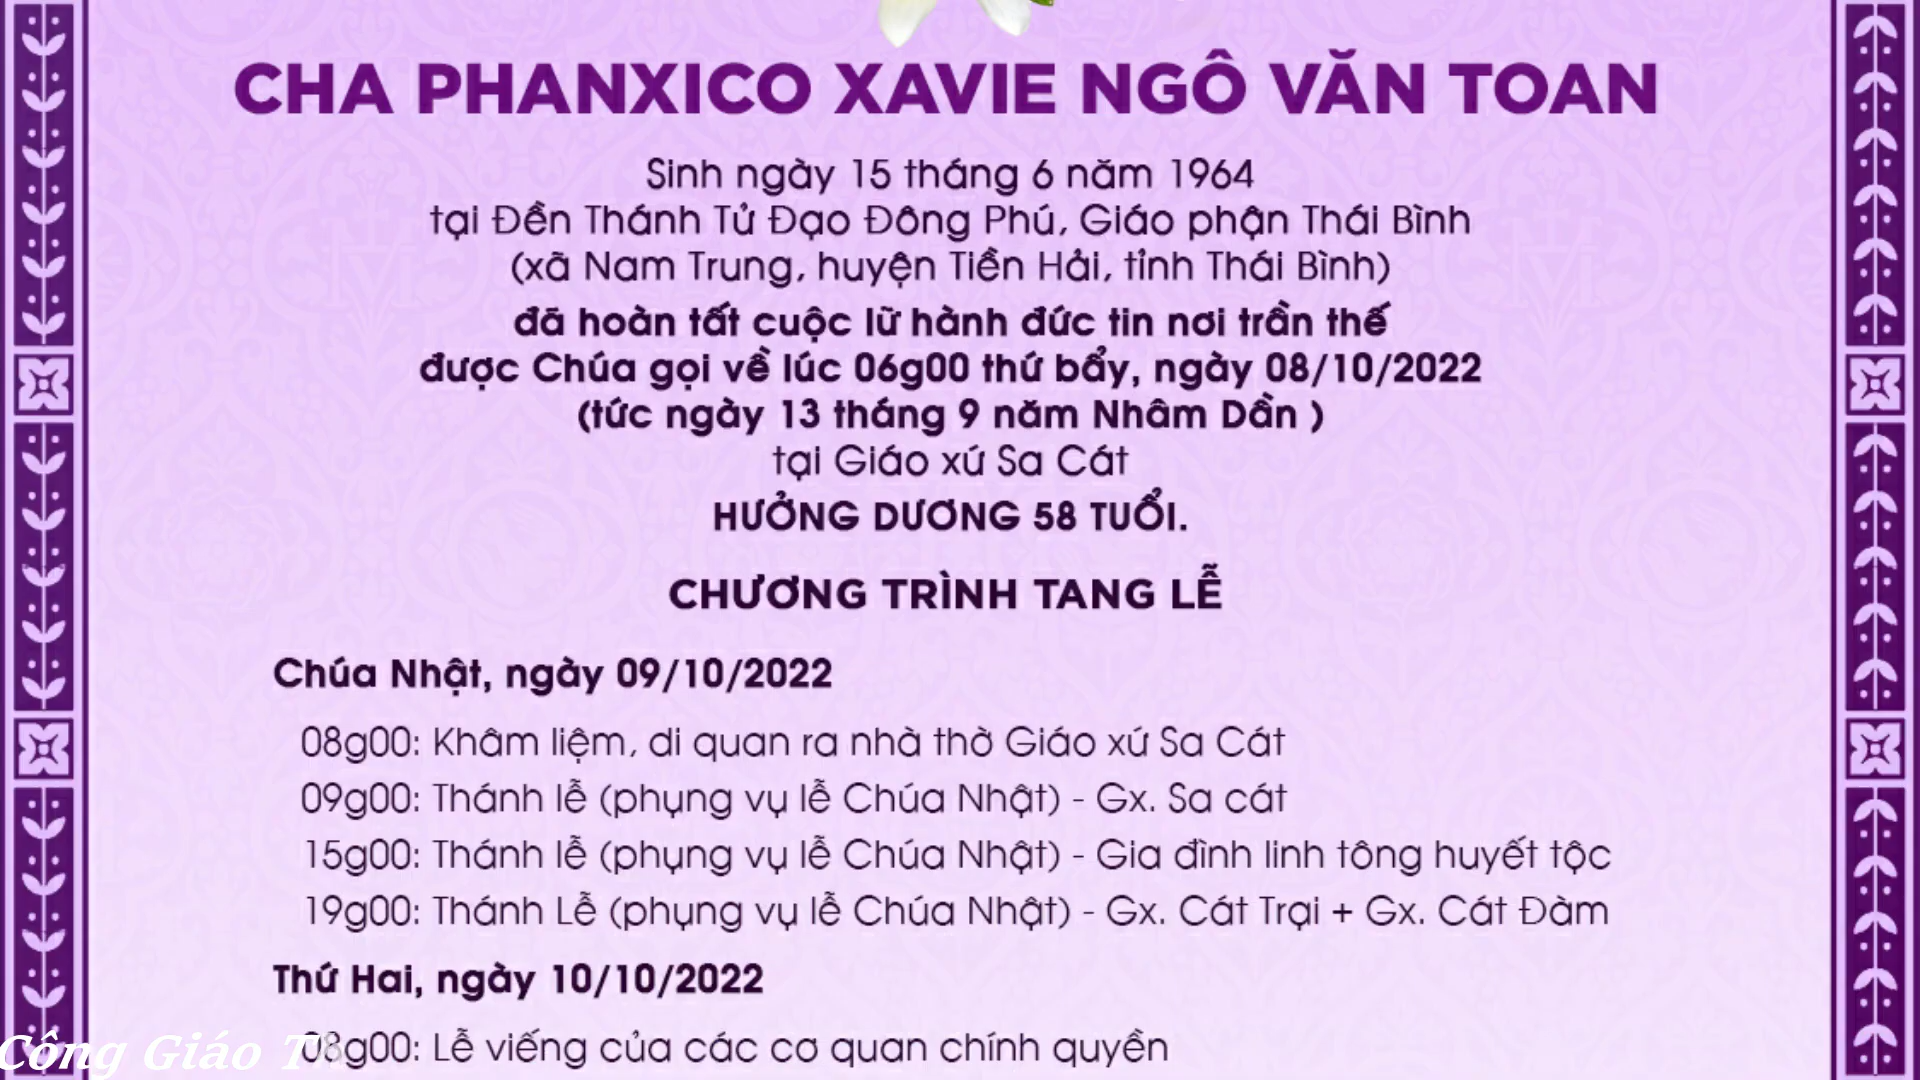 CHA PHANXICO XAVIE NGÔ VĂN TOAN
Sinh ngày 15 tháng 6 năm 1964
tại Đền Thánh Tử Đạo Đông Phú, Giáo phận Thái Bình
(xã Nam Trung, huyện Tiền Hải, tỉnh Thái Bình)
đã hoàn tất cuộc lữ hành đức tin nơi trần thế
được Chúa gọi về lúc 06g00 thứ bẩy, ngày 08/10/2022
(tức ngày 13 tháng 9 năm Nhâm Dần )
tại Giáo xứ Sa Cát
HƯỞNG DƯƠNG 58 TUỔI.
CHƯƠNG TRÌNH TANG LỄ
Chúa Nhật, ngày 09/10/2022
08g00: Khâm liệm, di quan ra nhà thờ Giáo xứ Sa Cát
09g00: Thánh lễ (phụng vụ lễ Chúa Nhật) - Gx. Sa cát
15g00: Thánh lễ (phụng vụ lễ Chúa Nhật) - Gia đình linh tông huyết tộc
19g00: Thánh Lễ (phụng vụ lễ Chúa Nhật) - Gx. Cát Trại + Gx. Cát Đàm
Thứ Hai, ngày 10/10/2022
08g00: Lễ viếng của các cơ quan chính quyền
Công Giáo